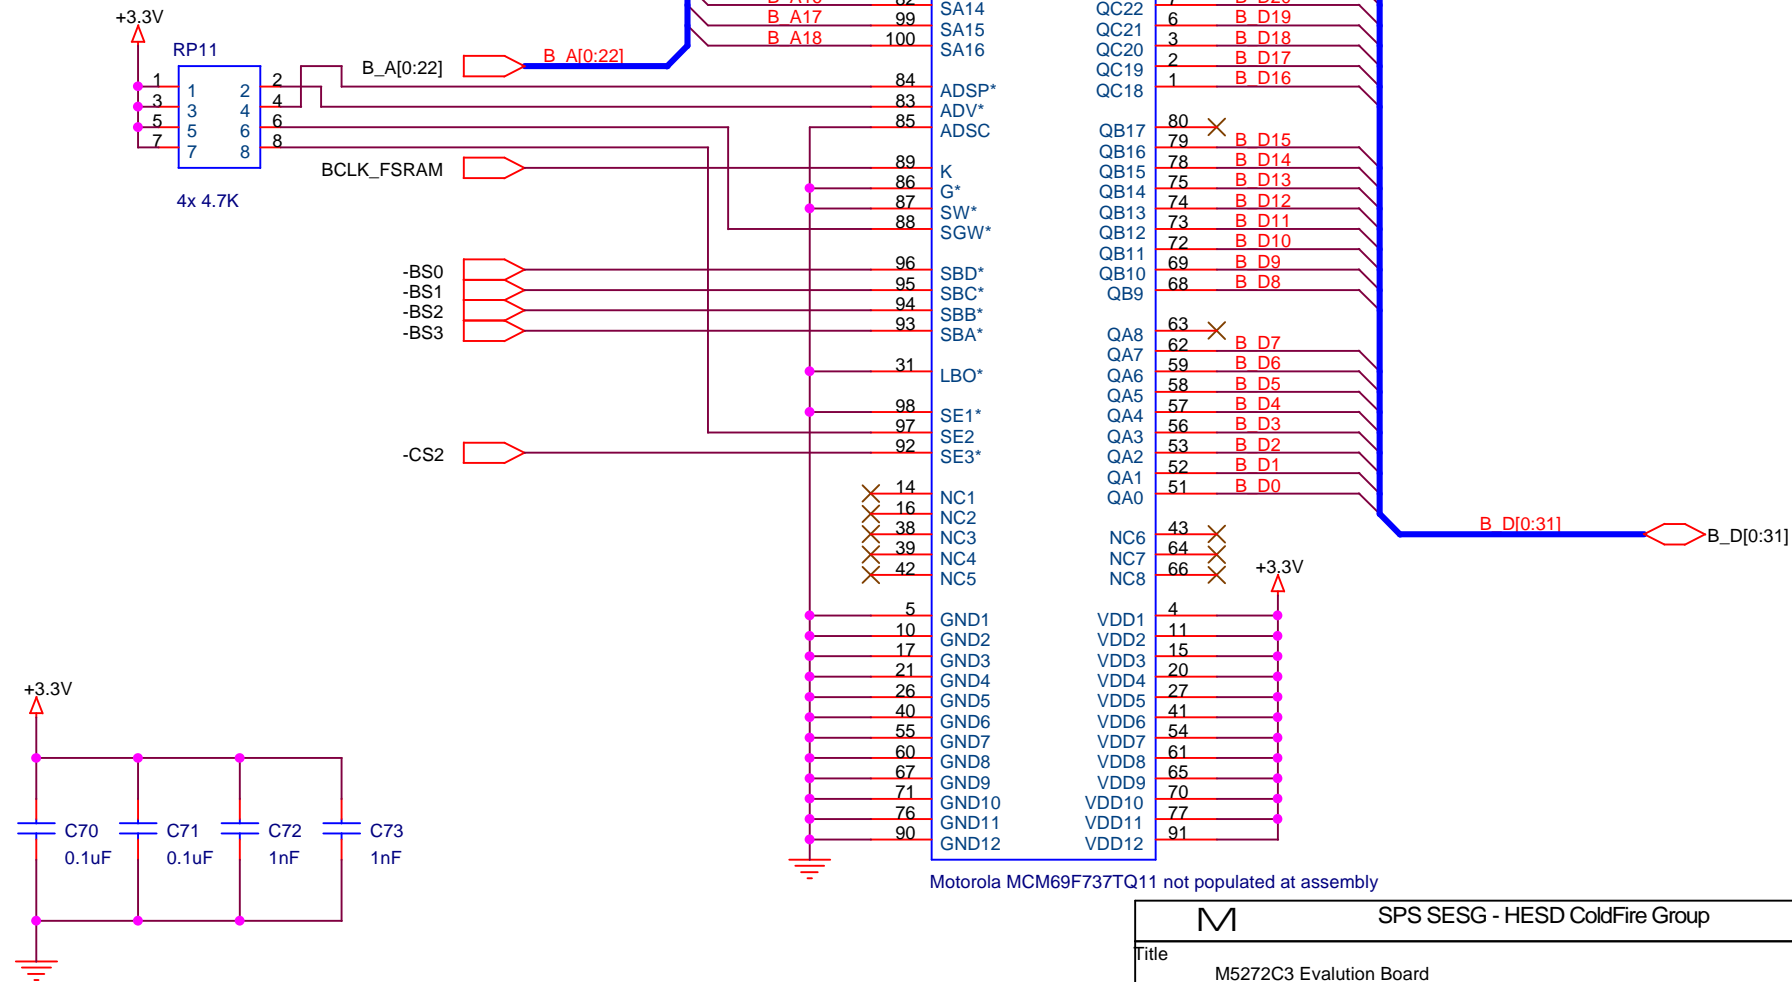 B_A17 99 SA14 QC22 7
B_A18 100 SA15 QC21 6 B_D19
SA16 QC20 3 B_D18
QC19 2 B_D17
QC18 1 B_D16
+3.3V
RP11
1 1 2 2
3 3 4 4
5 5 6 6
7 7 8 8
4x 4.7K
B_A[0:22] B_A[0:22]
84 ADSP*
83 ADV*
85 ADSC
BCLK_FSRAM 89 K
86 G*
87 SW*
88 SGW*
-BS0 96 SBD*
-BS1 95 SBC*
-BS2 94 SBB*
-BS3 93 SBA*
31 LBO*
98 SE1*
97 SE2
-CS2 92 SE3*
14 NC1
16 NC2
38 NC3
39 NC4
42 NC5
5 GND1
10 GND2
17 GND3
21 GND4
26 GND5
40 GND6
55 GND7
60 GND8
67 GND9
71 GND10
76 GND11
90 GND12
QB17 80
QB16 79 B_D15
QB15 78 B_D14
QB14 75 B_D13
QB13 74 B_D12
QB12 73 B_D11
QB11 72 B_D10
QB10 69 B_D9
QB9 68 B_D8
QA8 63
QA7 62 B_D7
QA6 59 B_D6
QA5 58 B_D5
QA4 57 B_D4
QA3 56 B_D3
QA2 53 B_D2
QA1 52 B_D1
QA0 51 B_D0
B_D[0:31] B_D[0:31]
NC6 43
NC7 64
NC8 66
+3.3V
VDD1 4
VDD2 11
VDD3 15
VDD4 20
VDD5 27
VDD6 41
VDD7 54
VDD8 61
VDD9 65
VDD10 70
VDD11 77
VDD12 91
+3.3V
C70 C71 C72 C73
0.1uF 0.1uF 1nF 1nF
Motorola MCM69F737TQ11 not populated at assembly
M SPS SESG - HESD ColdFire Group
Title
M5272C3 Evalution Board